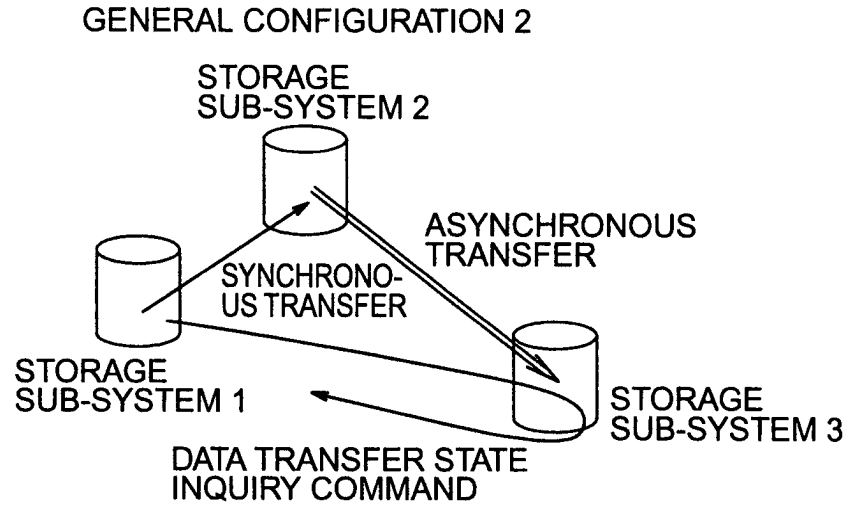 GENERAL CONFIGURATION 2
STORAGE
SUB-SYSTEM 2
ASYNCHRONOUS
TRANSFER
SYNCHRONO-
US TRANSFER
STORAGE
SUB-SYSTEM 1
STORAGE
SUB-SYSTEM 3
DATA TRANSFER STATE
INQUIRY COMMAND